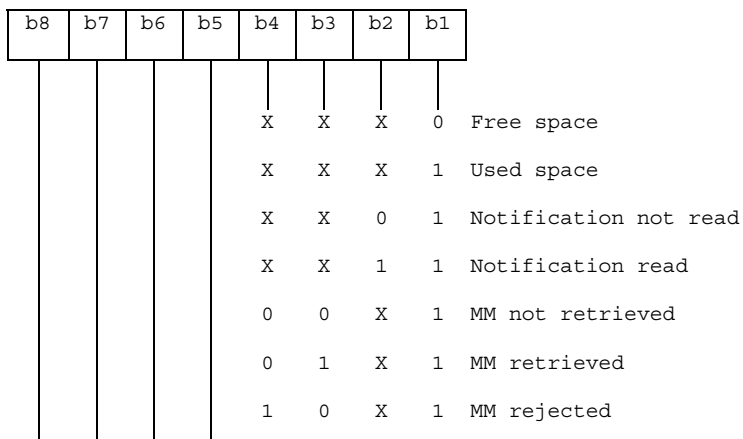 b8 b7 b6 b5 b4 b3 b2 b1
X X X 0 Free space
X X X 1 Used space
X X 0 1 Notification not read
X X 1 1 Notification read
0 0 X 1 MM not retrieved
0 1 X 1 MM retrieved
1 0 X 1 MM rejected